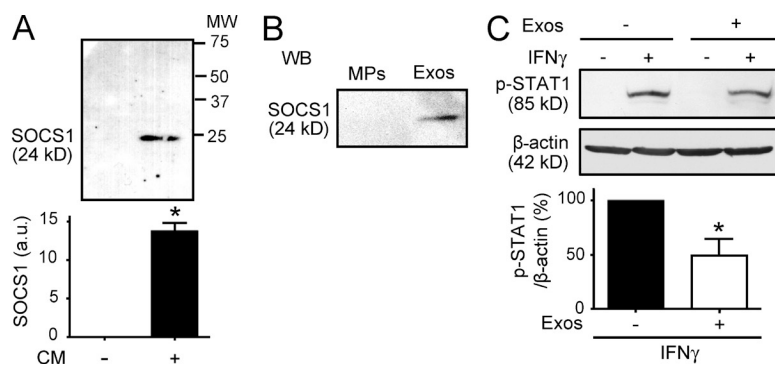 A
MW
75
50
37
25
SOCS1
(24 kD)
15
10
5
0
SOCS1 (a.u.)
*
CM - +
B
WB
MPs Exos
SOCS1
(24 kD)
C
Exos - +
IFNγ - + - +
p-STAT1
(85 kD)
β-actin
(42 kD)
100
50
0
p-STAT1
/β-actin (%)
*
Exos - +
IFNγ